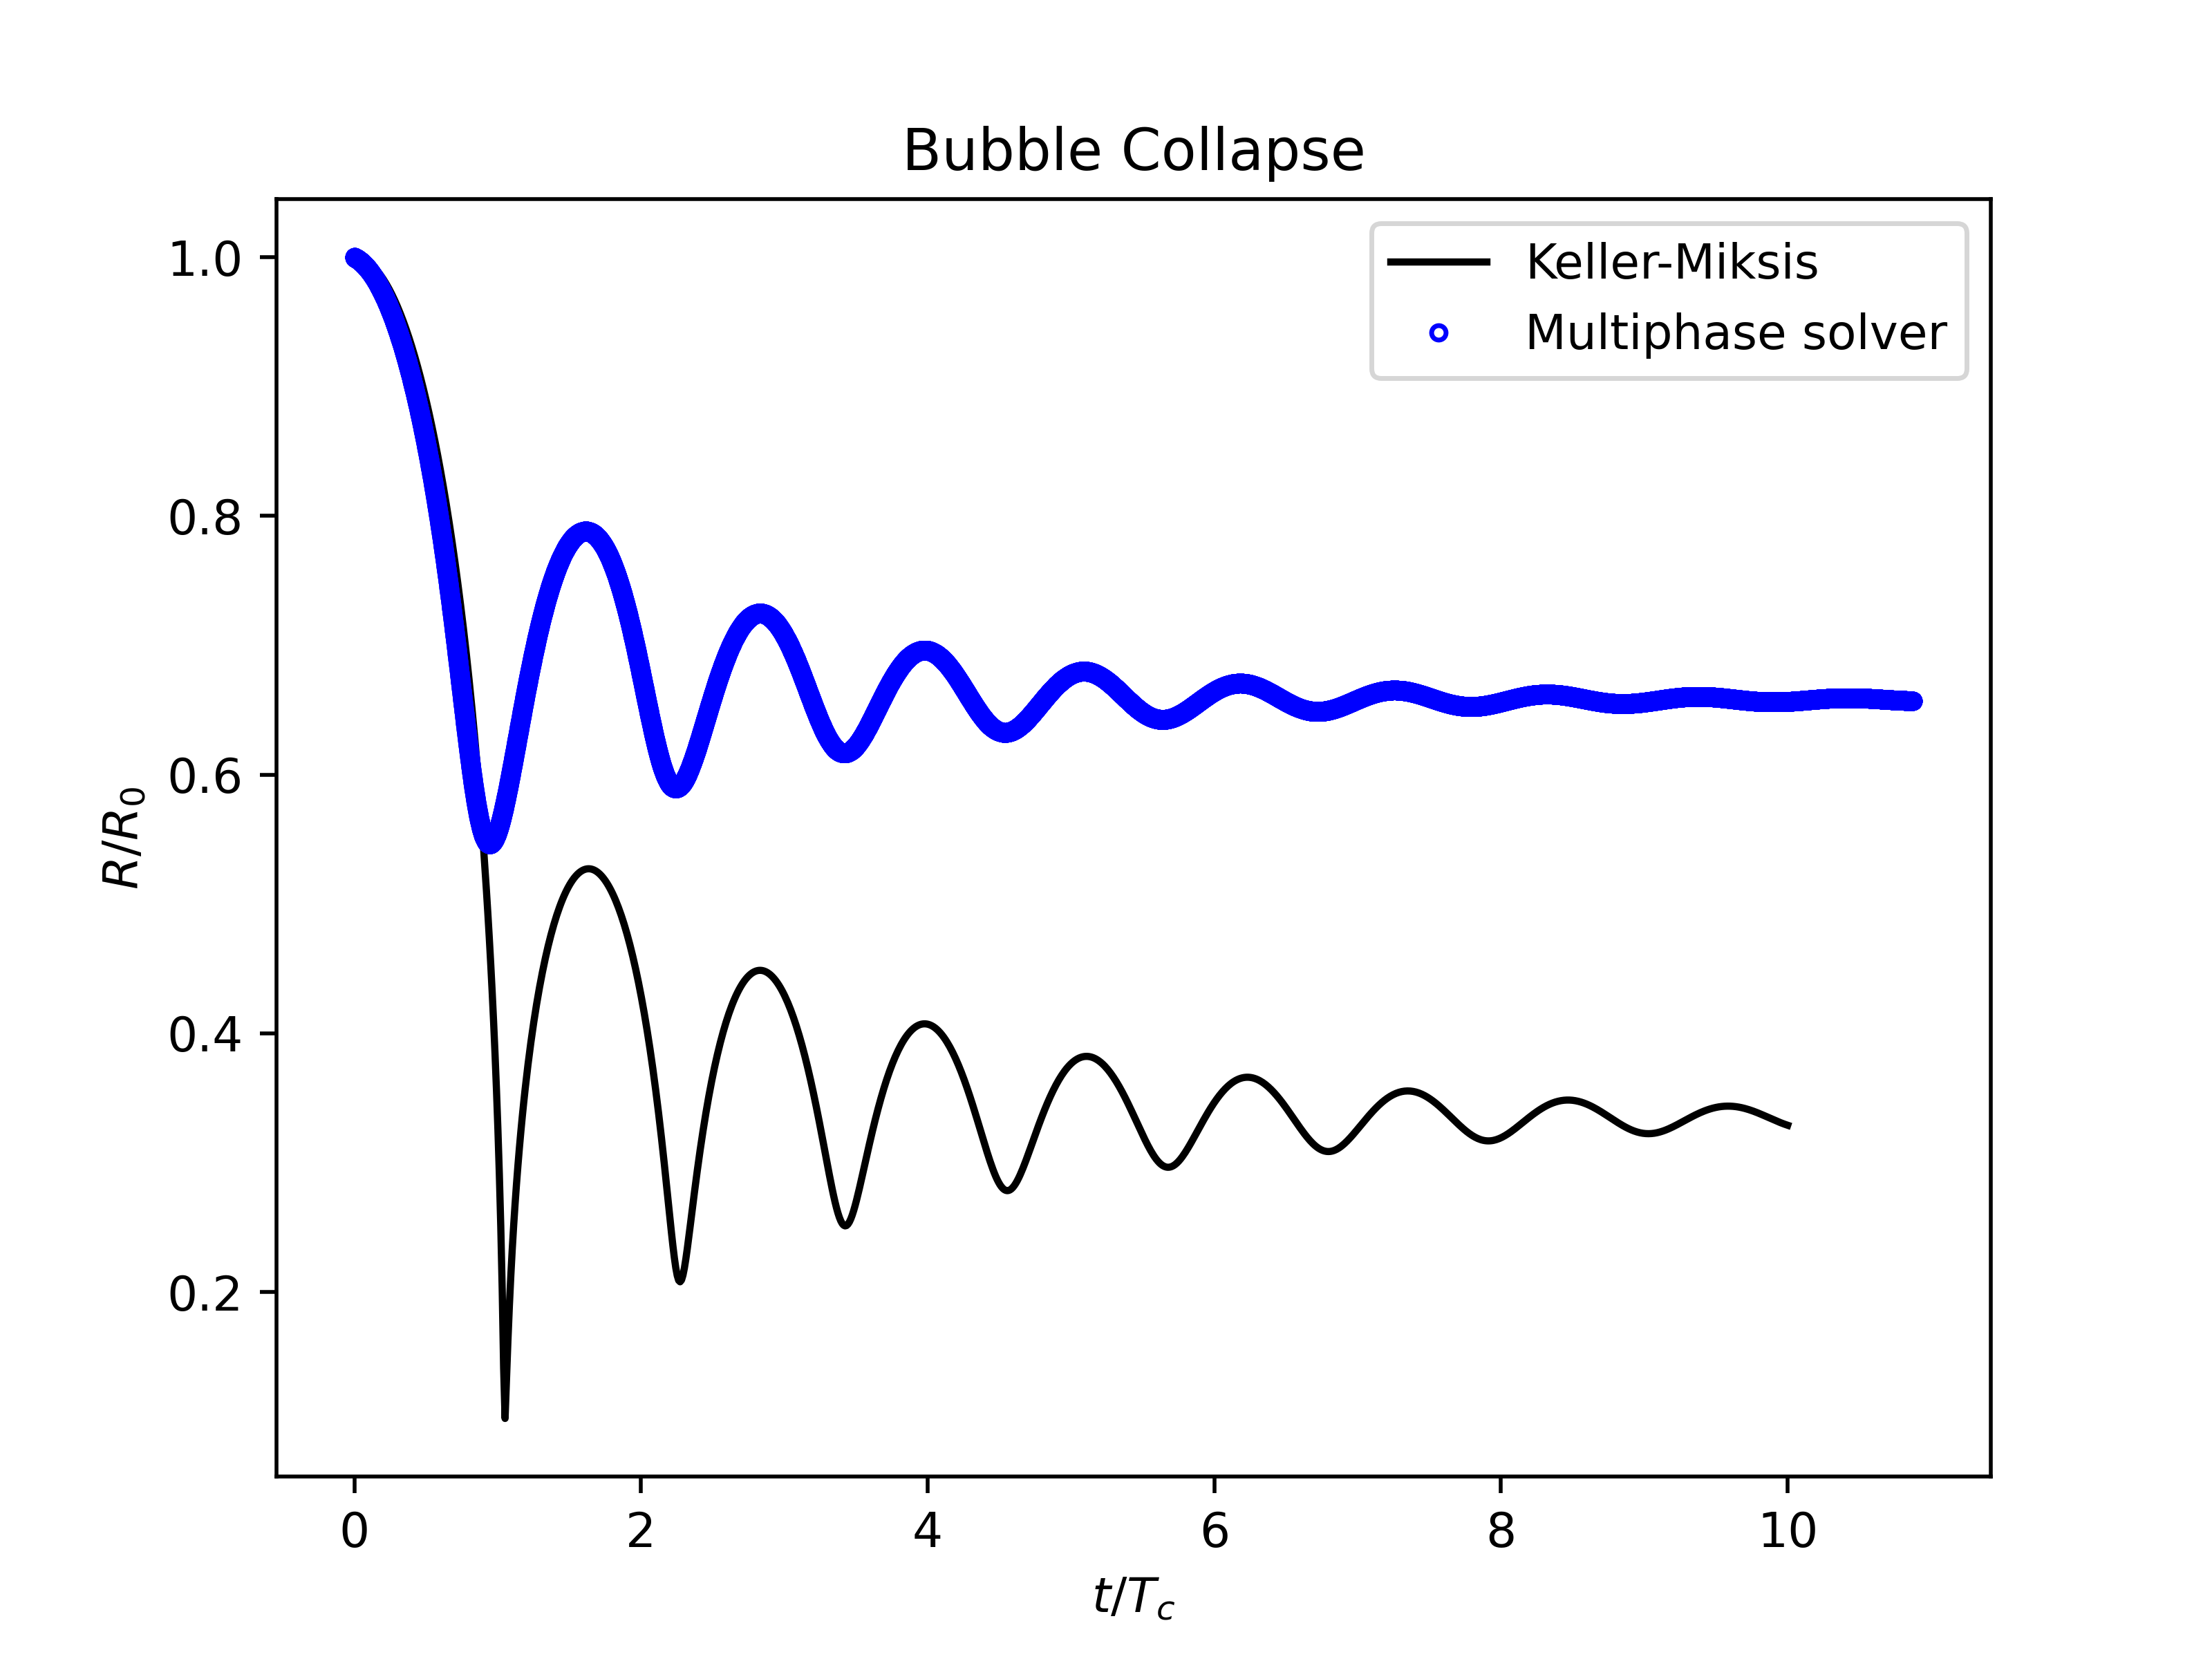 Bubble Collapse
Keller-Miksis
Multiphase solver
1.0
0.8
0.6
0.4
0.2
R/R₀
0 2 4 6 8 10
t/T_c